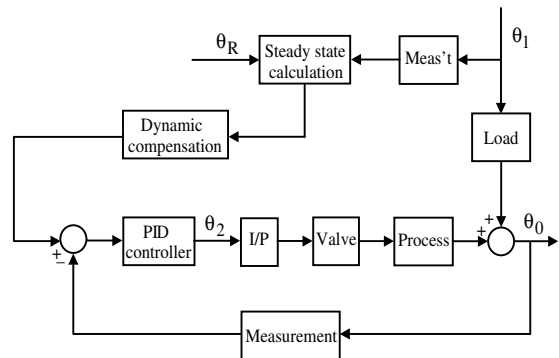 θR
Steady state
calculation
Meas't
θ1
Dynamic
compensation
Load
+
−
PID
controller
θ2
I/P
Valve
Process
+
+
θ0
Measurement